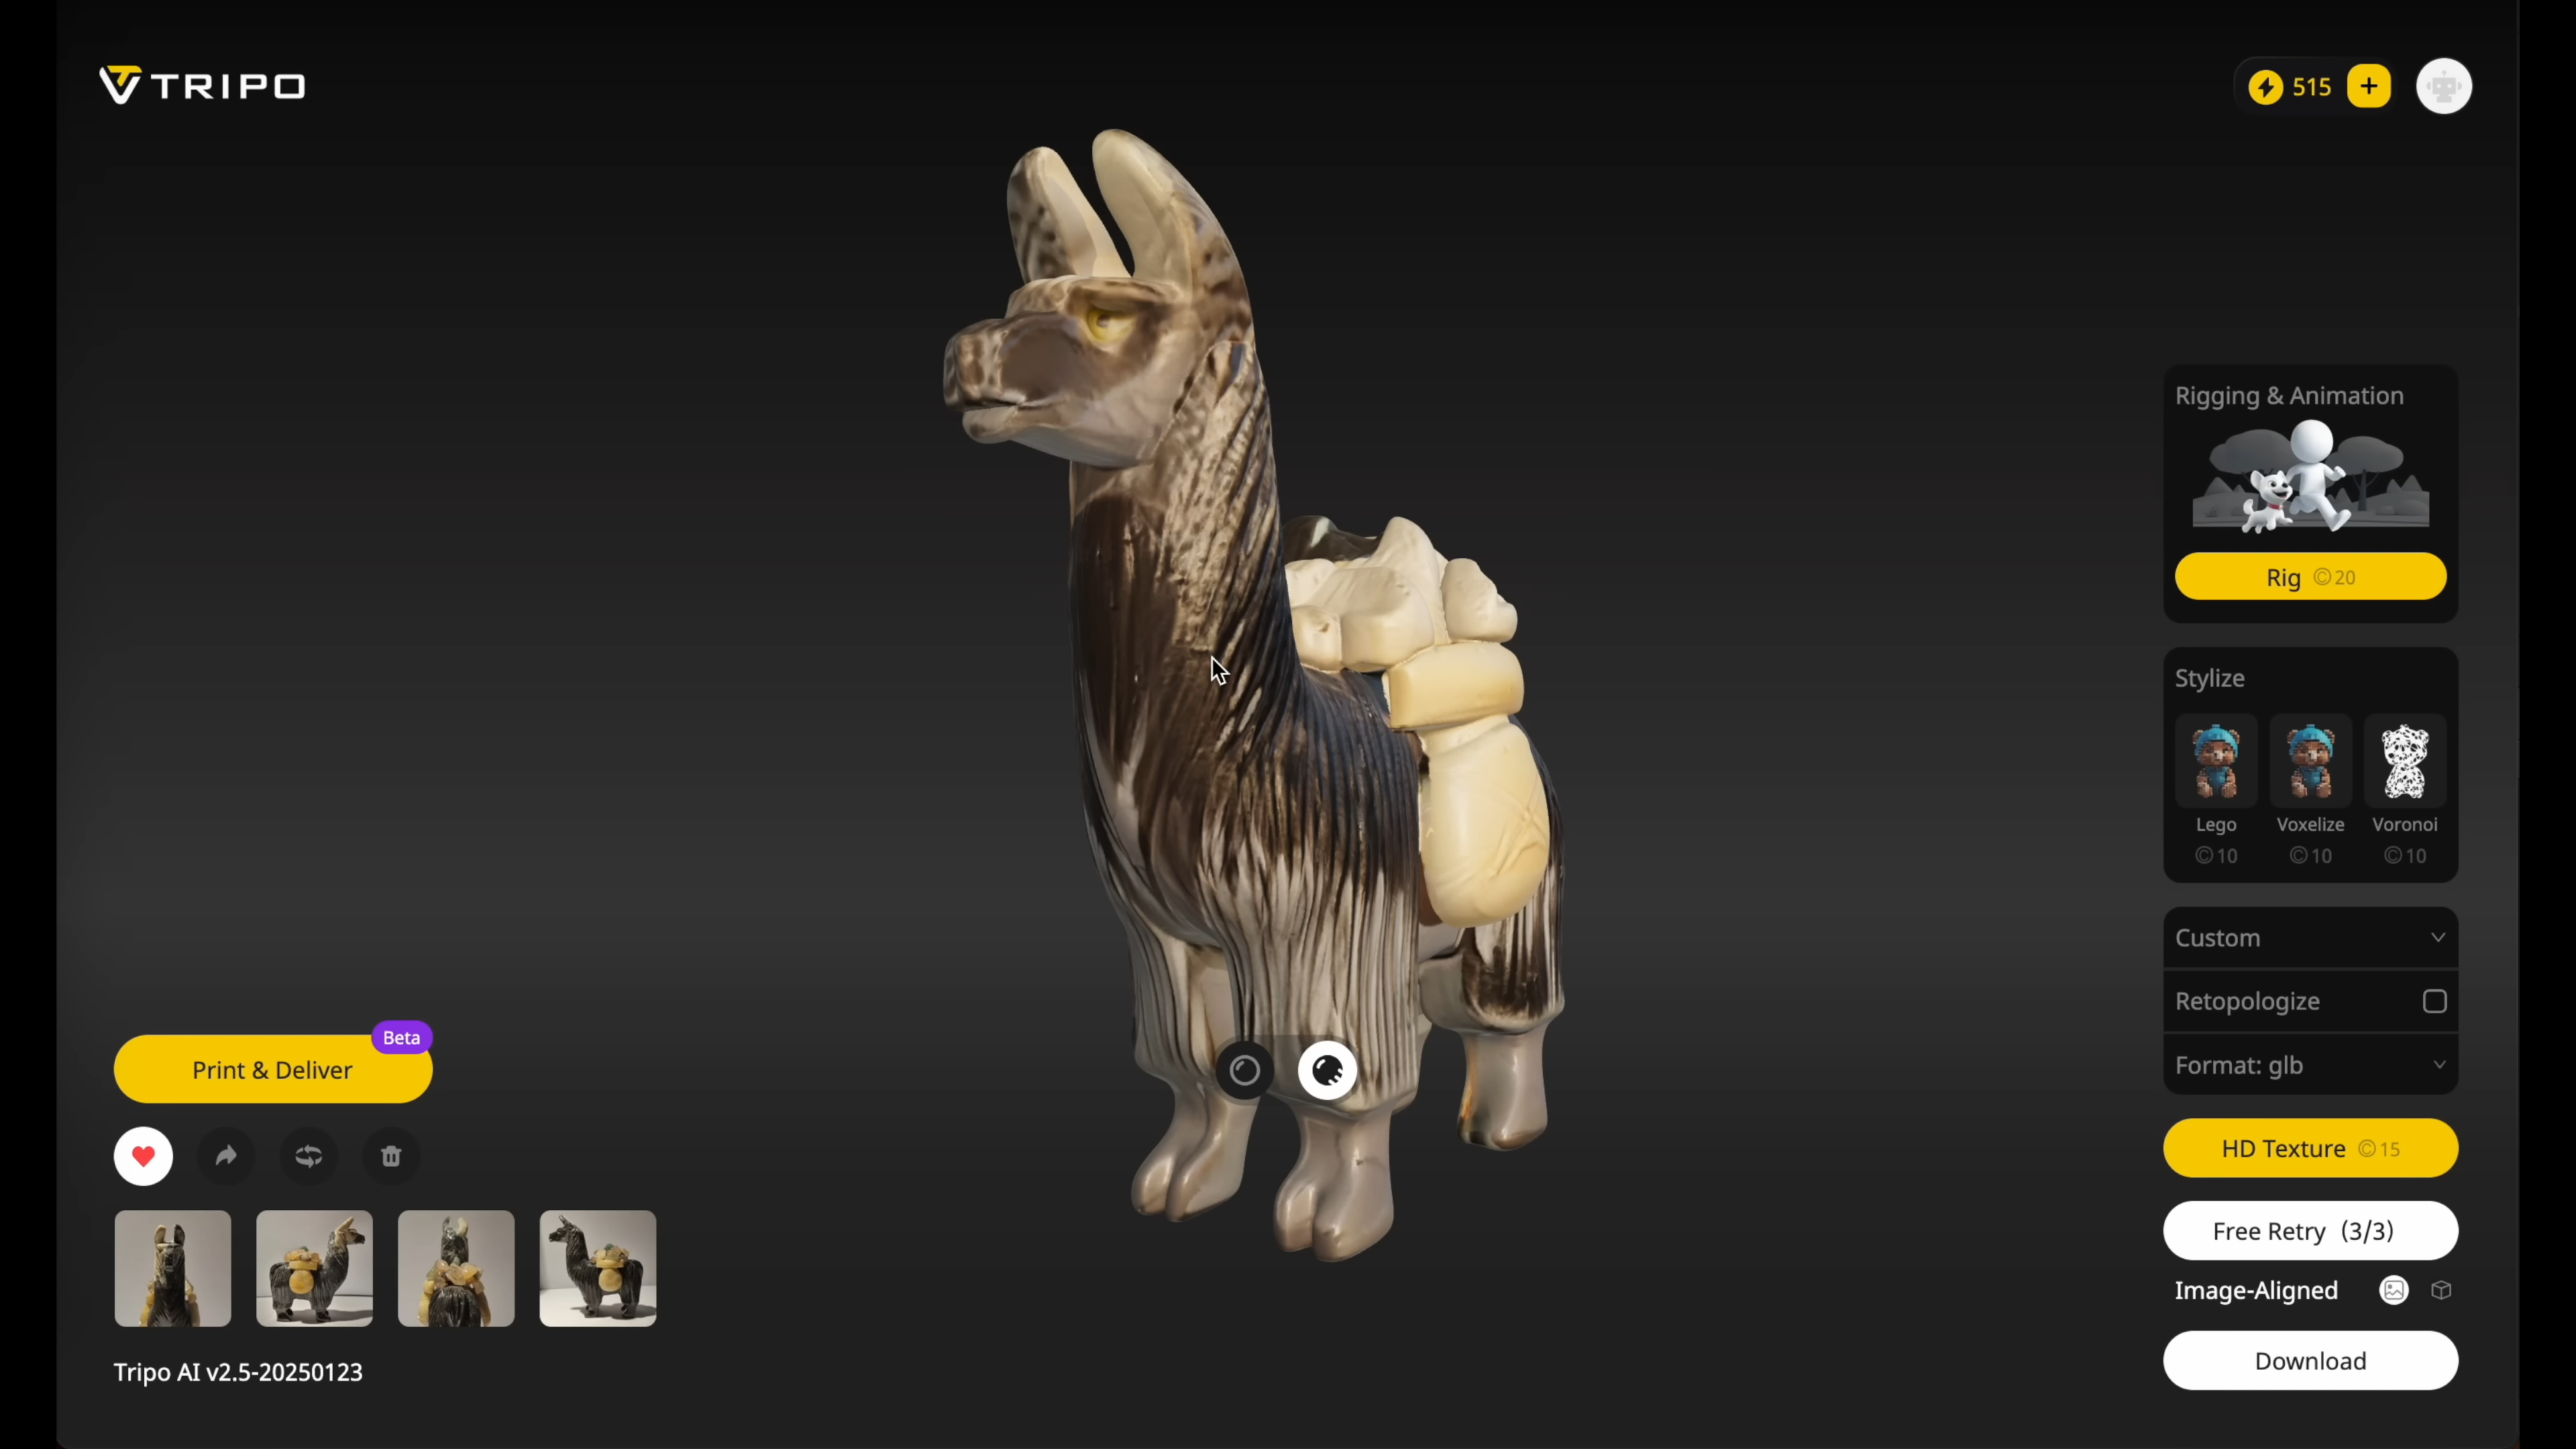 TRIPO
515 +
Rigging & Animation
Rig © 20
Stylize
Lego Voxelize Voronoi
© 10 © 10 © 10
Custom
Retopologize
Format: glb
Beta
Print & Deliver
HD Texture © 15
Free Retry (3/3)
Image-Aligned
Download
Tripo AI v2.5-20250123